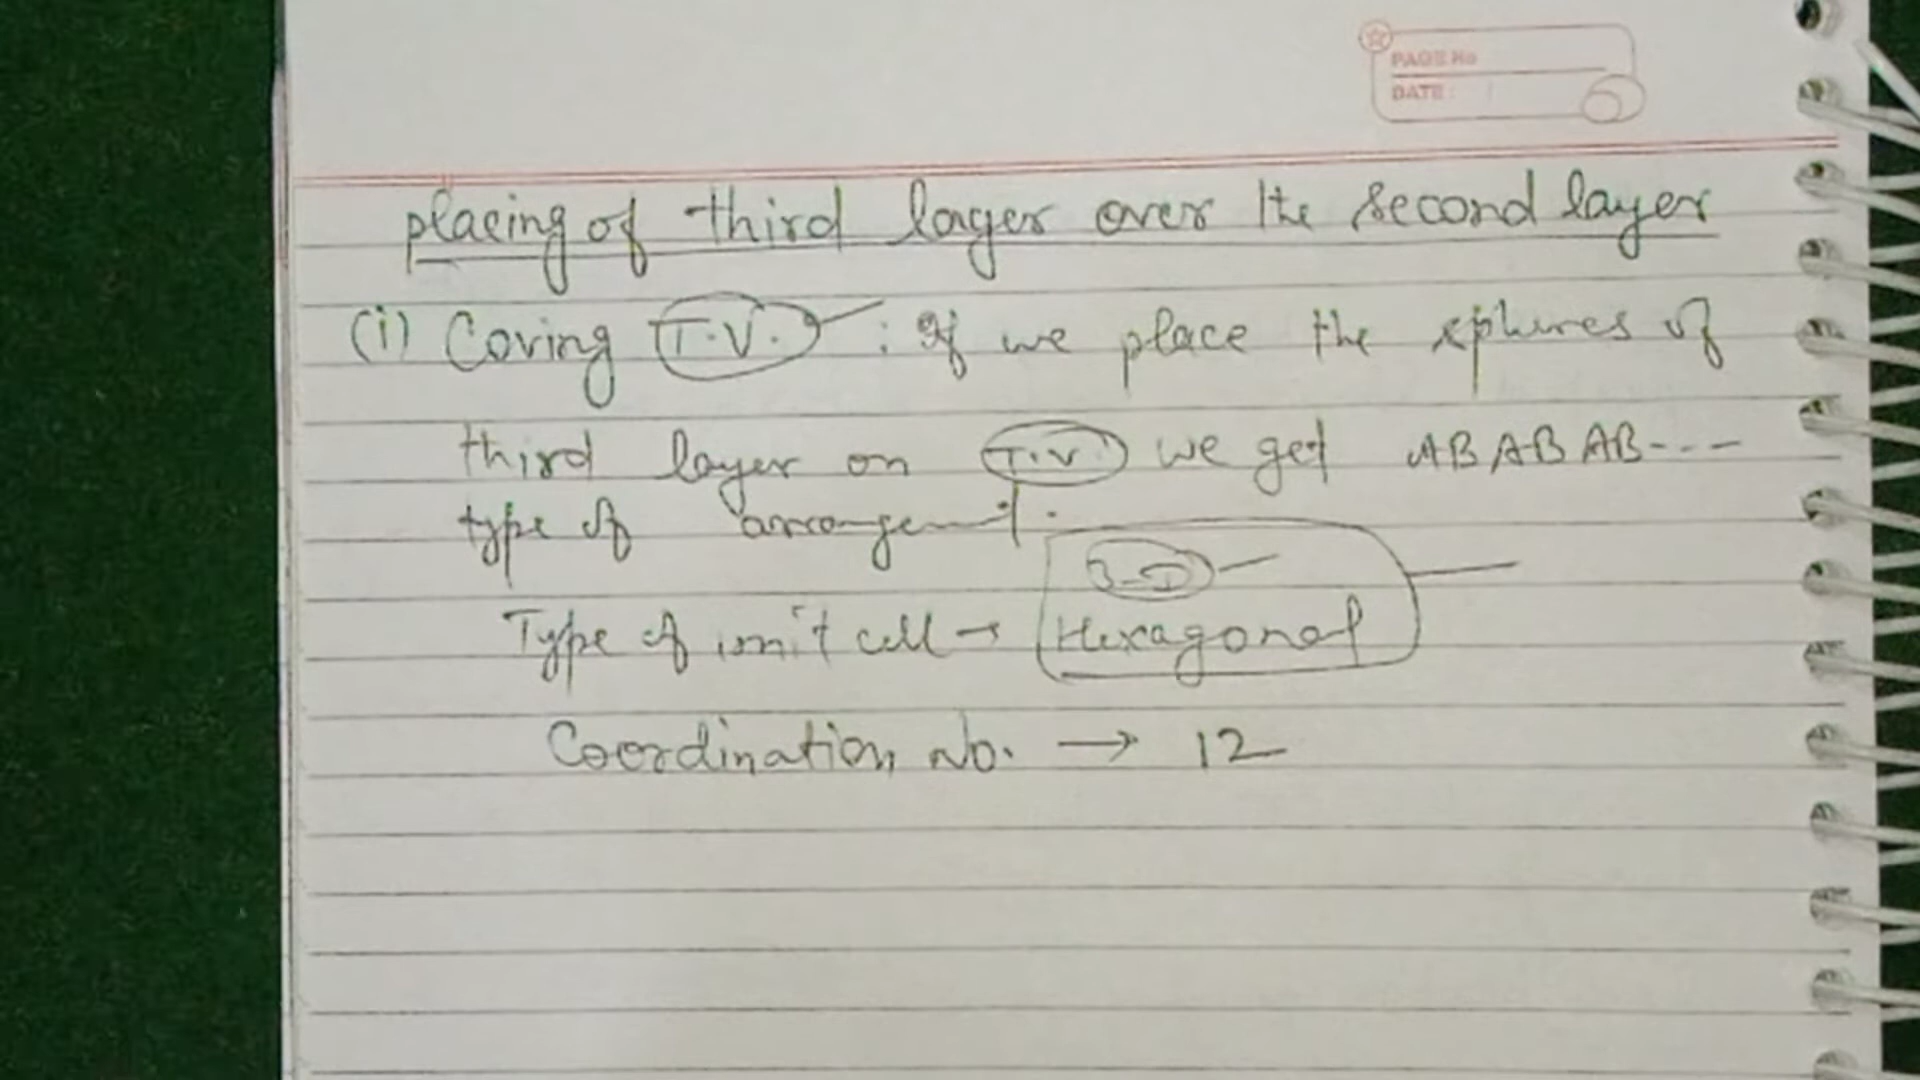 PAGE No
DATE:
placing of third layer over the second layer
(i) Coving T.V. : If we place the spheres of
third layer on T.V. we get ABABAB----
type of arrangement.
3-D
Type of unit cell → Hexagonal
Coordination No. → 12